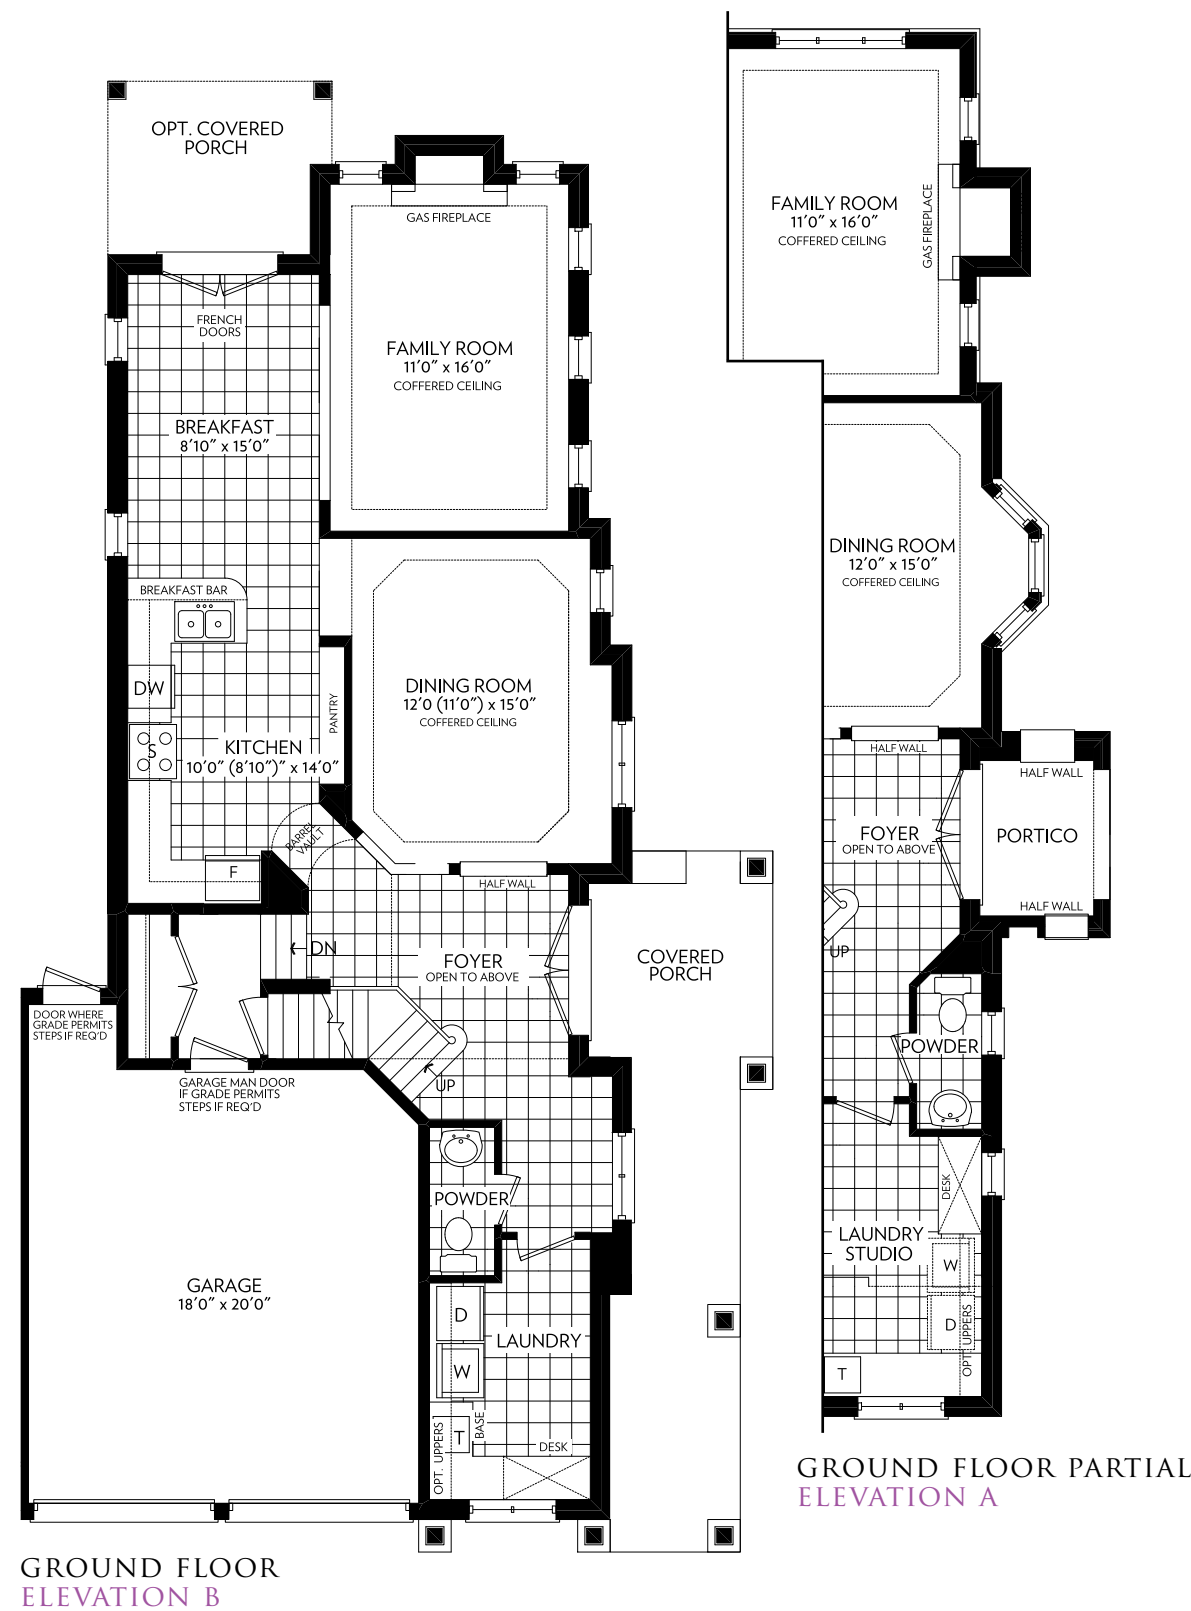 OPT. COVERED
PORCH
GAS FIREPLACE
FRENCH
DOORS
FAMILY ROOM
11'0" x 16'0"
COFFERED CEILING
BREAKFAST
8'10" x 15'0"
BREAKFAST BAR
DW
S
KITCHEN
10'0" (8'10")" x 14'0"
PANTRY
DINING ROOM
12'0 (11'0") x 15'0"
COFFERED CEILING
BARREL
VAULT
F
HALF WALL
DN
FOYER
OPEN TO ABOVE
COVERED
PORCH
DOOR WHERE
GRADE PERMITS
STEPS IF REQ'D
GARAGE MAN DOOR
IF GRADE PERMITS
STEPS IF REQ'D
UP
POWDER
GARAGE
18'0" x 20'0"
D
LAUNDRY
W
T
BASE
OPT. UPPERS
DESK
GROUND FLOOR
ELEVATION B
FAMILY ROOM
11'0" x 16'0"
COFFERED CEILING
GAS FIREPLACE
DINING ROOM
12'0" x 15'0"
COFFERED CEILING
HALF WALL
HALF WALL
FOYER
OPEN TO ABOVE
PORTICO
HALF WALL
UP
POWDER
DESK
LAUNDRY
STUDIO
W
D
OPT. UPPERS
T
GROUND FLOOR PARTIAL
ELEVATION A